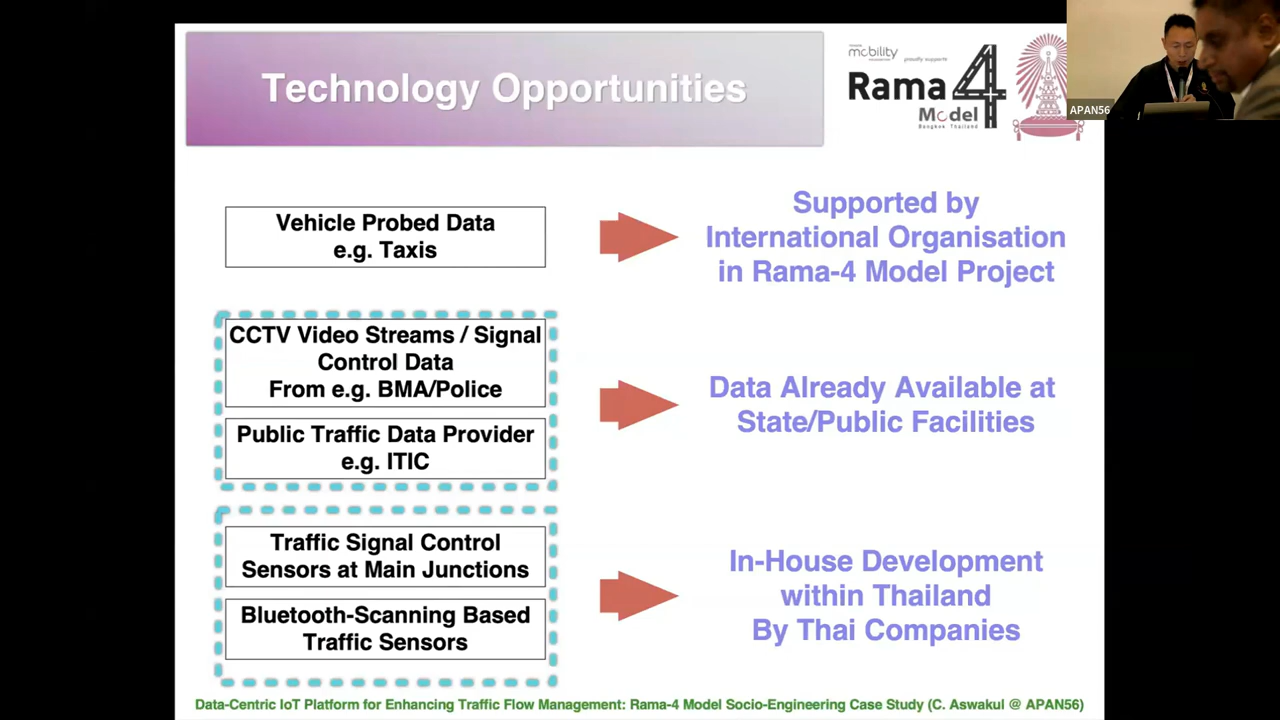 Technology Opportunities
mobility
proudly supports
Rama 4
Model
Bangkok Thailand
APAN56
Vehicle Probed Data
e.g. Taxis
Supported by
International Organisation
in Rama-4 Model Project
CCTV Video Streams / Signal
Control Data
From e.g. BMA/Police
Public Traffic Data Provider
e.g. ITIC
Data Already Available at
State/Public Facilities
Traffic Signal Control
Sensors at Main Junctions
Bluetooth-Scanning Based
Traffic Sensors
In-House Development
within Thailand
By Thai Companies
Data-Centric IoT Platform for Enhancing Traffic Flow Management: Rama-4 Model Socio-Engineering Case Study (C. Aswakul @ APAN56)